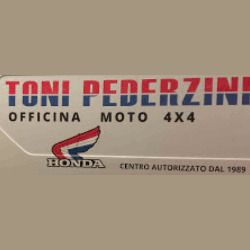 TONI PEDERZINI
OFFICINA MOTO 4X4
HONDA
CENTRO AUTORIZZATO DAL 1989